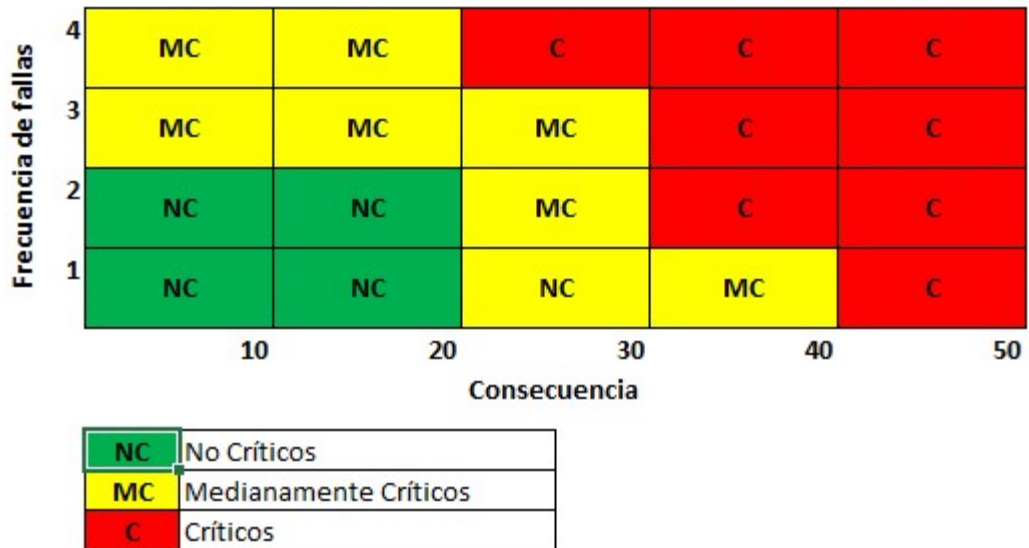 Frecuencia de fallas
4 MC MC C C C
3 MC MC MC C C
2 NC NC MC C C
1 NC NC NC MC C
10 20 30 40 50
Consecuencia
NC No Críticos
MC Medianamente Críticos
C Críticos